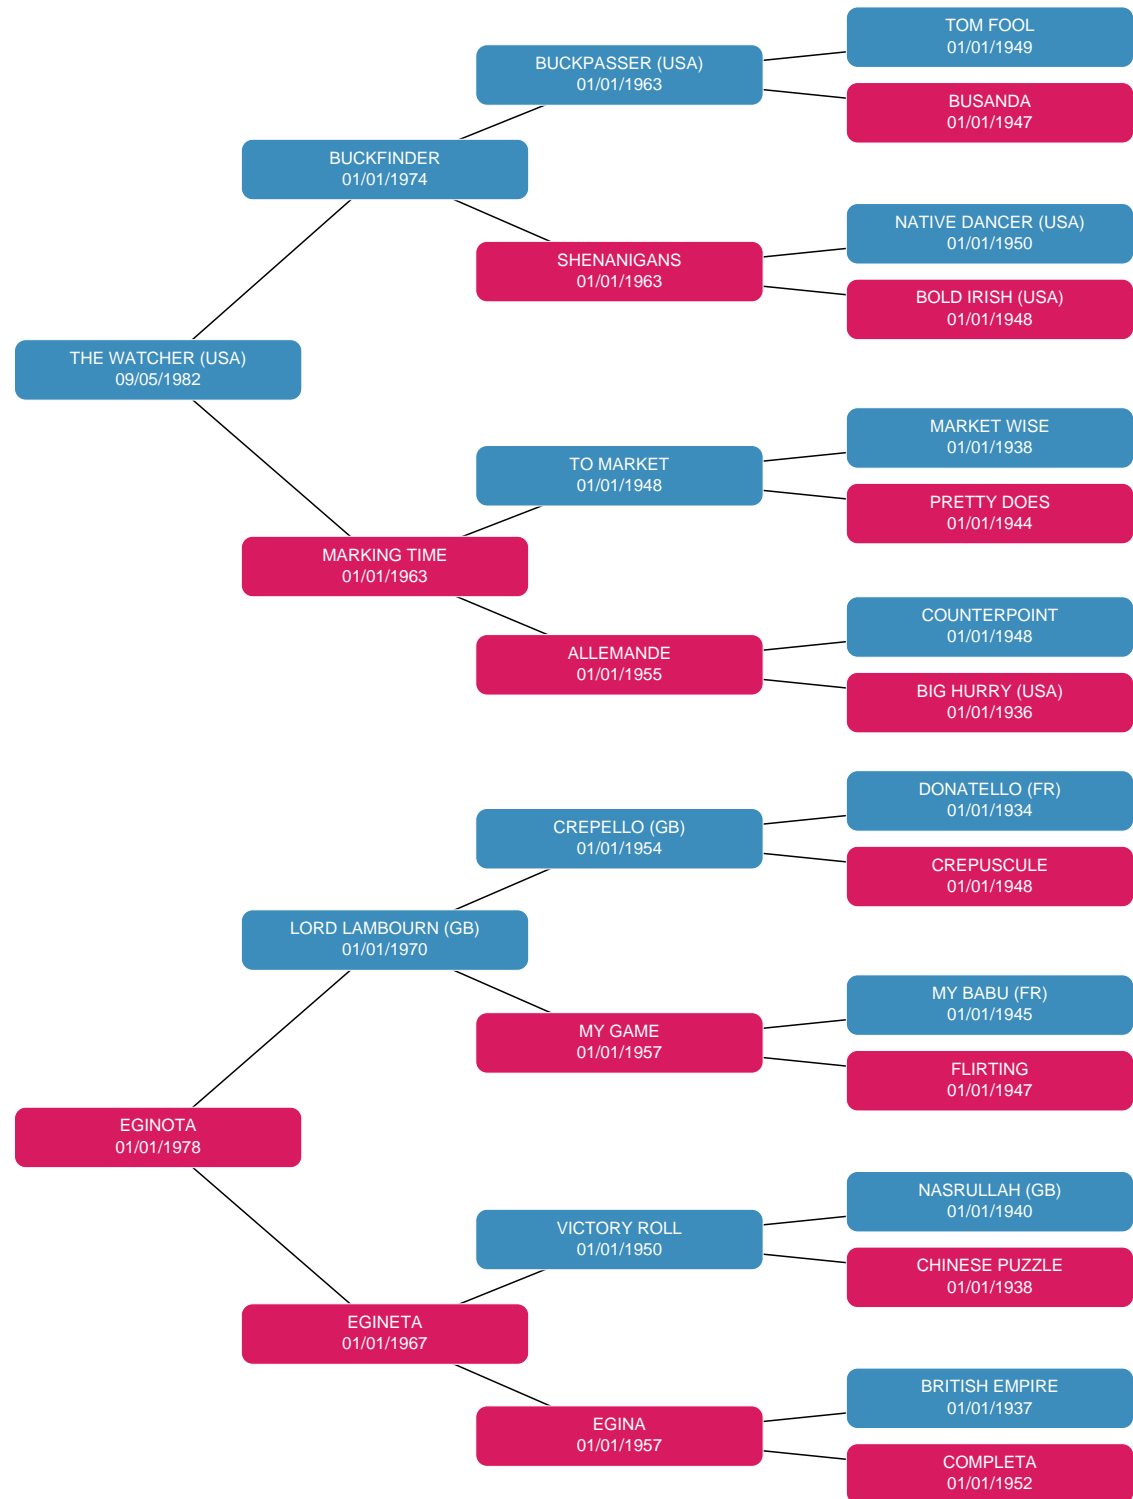 TOM FOOL
01/01/1949
BUCKPASSER (USA)
01/01/1963
BUSANDA
01/01/1947
BUCKFINDER
01/01/1974
NATIVE DANCER (USA)
01/01/1950
SHENANIGANS
01/01/1963
BOLD IRISH (USA)
01/01/1948
THE WATCHER (USA)
09/05/1982
MARKET WISE
01/01/1938
TO MARKET
01/01/1948
PRETTY DOES
01/01/1944
MARKING TIME
01/01/1963
COUNTERPOINT
01/01/1948
ALLEMANDE
01/01/1955
BIG HURRY (USA)
01/01/1936
DONATELLO (FR)
01/01/1934
CREPELLO (GB)
01/01/1954
CREPUSCULE
01/01/1948
LORD LAMBOURN (GB)
01/01/1970
MY BABU (FR)
01/01/1945
MY GAME
01/01/1957
FLIRTING
01/01/1947
EGINOTA
01/01/1978
NASRULLAH (GB)
01/01/1940
VICTORY ROLL
01/01/1950
CHINESE PUZZLE
01/01/1938
EGINETA
01/01/1967
BRITISH EMPIRE
01/01/1937
EGINA
01/01/1957
COMPLETA
01/01/1952